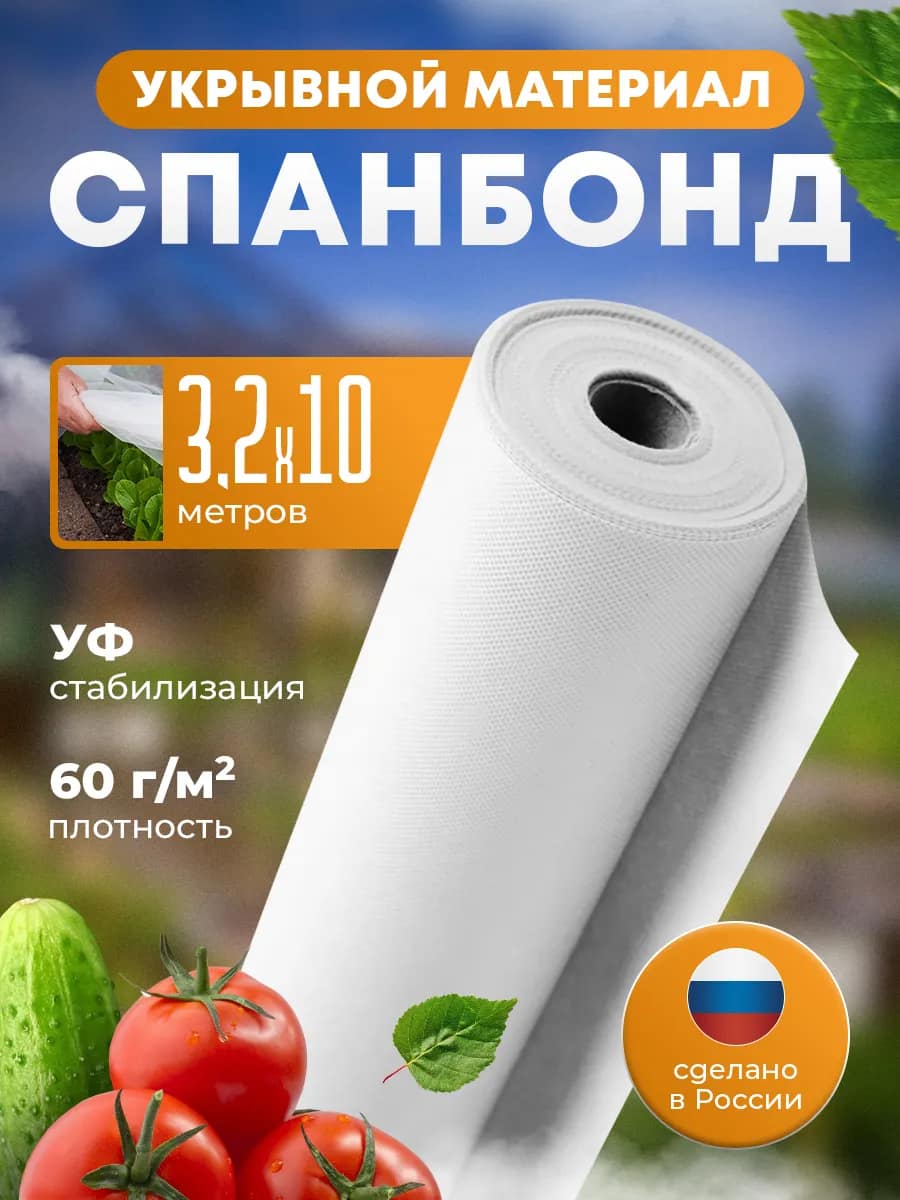 УКРЫВНОЙ МАТЕРИАЛ
СПАНБОНД
3,2х10
метров
УФ
стабилизация
60 г/м²
плотность
сделано
в России